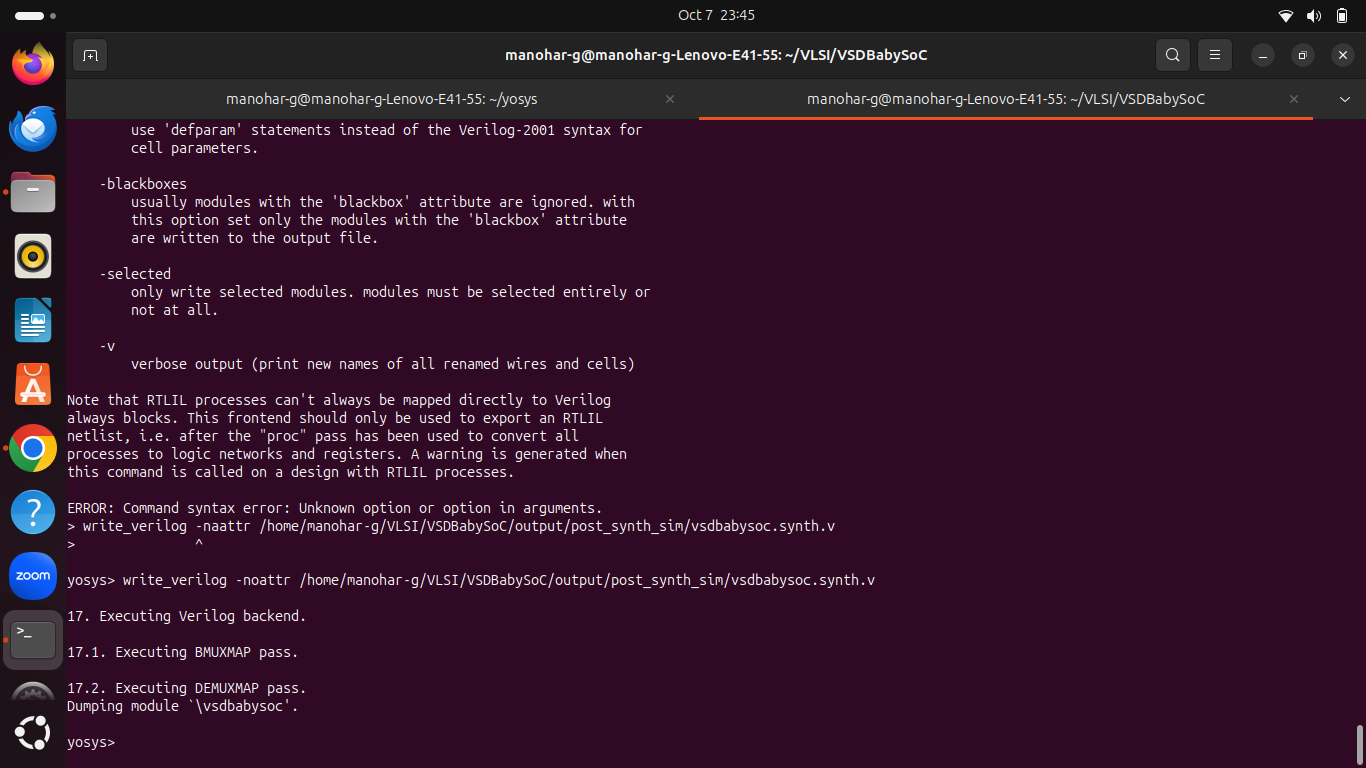 Oct 7 23:45
manohar-g@manohar-g-Lenovo-E41-55: ~/VLSI/VSDBabySoC
manohar-g@manohar-g-Lenovo-E41-55: ~/yosys
manohar-g@manohar-g-Lenovo-E41-55: ~/VLSI/VSDBabySoC
use 'defparam' statements instead of the Verilog-2001 syntax for
cell parameters.
-blackboxes
usually modules with the 'blackbox' attribute are ignored. with
this option set only the modules with the 'blackbox' attribute
are written to the output file.
-selected
only write selected modules. modules must be selected entirely or
not at all.
-v
verbose output (print new names of all renamed wires and cells)
Note that RTLIL processes can't always be mapped directly to Verilog
always blocks. This frontend should only be used to export an RTLIL
netlist, i.e. after the "proc" pass has been used to convert all
processes to logic networks and registers. A warning is generated when
this command is called on a design with RTLIL processes.
ERROR: Command syntax error: Unknown option or option in arguments.
> write_verilog -naattr /home/manohar-g/VLSI/VSDBabySoC/output/post_synth_sim/vsdbabysoc.synth.v
> ^
yosys> write_verilog -noattr /home/manohar-g/VLSI/VSDBabySoC/output/post_synth_sim/vsdbabysoc.synth.v
17. Executing Verilog backend.
17.1. Executing BMUXMAP pass.
17.2. Executing DEMUXMAP pass.
Dumping module `\vsdbabysoc'.
yosys>
zoom
>_